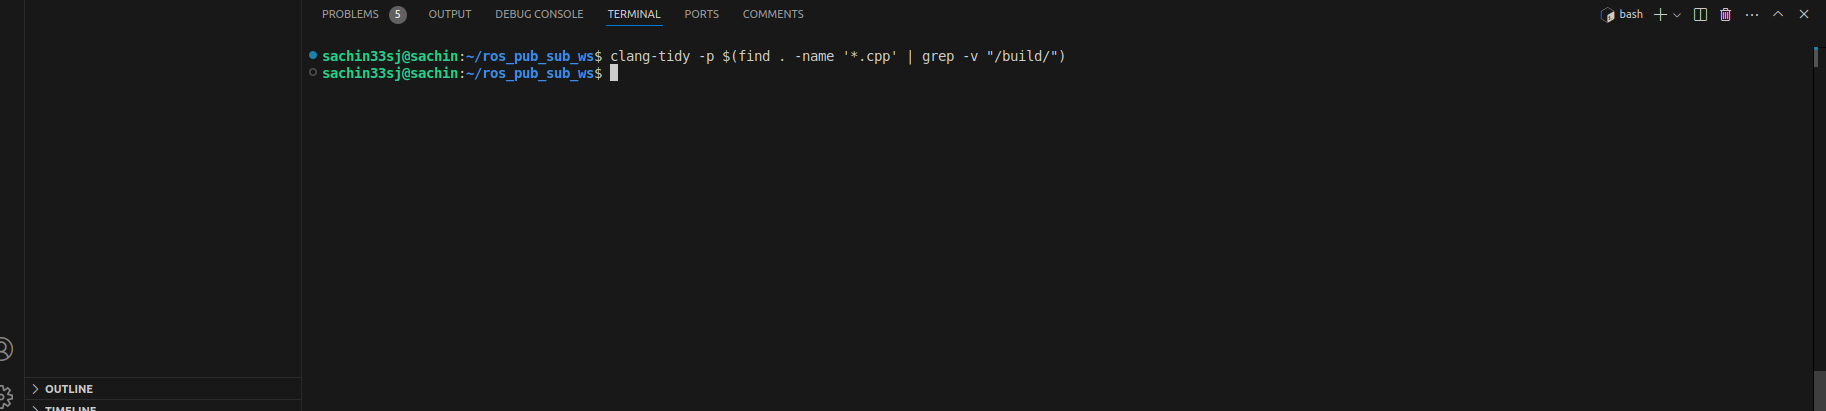 PROBLEMS 5 OUTPUT DEBUG CONSOLE TERMINAL PORTS COMMENTS bash
sachin33sj@sachin:~/ros_pub_sub_ws$ clang-tidy -p $(find . -name '*.cpp' | grep -v "/build/")
sachin33sj@sachin:~/ros_pub_sub_ws$
OUTLINE
TIMELINE